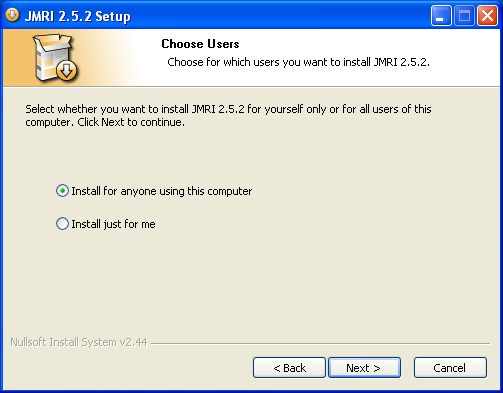 JMRI 2.5.2 Setup
Choose Users
Choose for which users you want to install JMRI 2.5.2.
Select whether you want to install JMRI 2.5.2 for yourself only or for all users of this
computer. Click Next to continue.
Install for anyone using this computer
Install just for me
Nullsoft Install System v2.44
< Back
Next >
Cancel